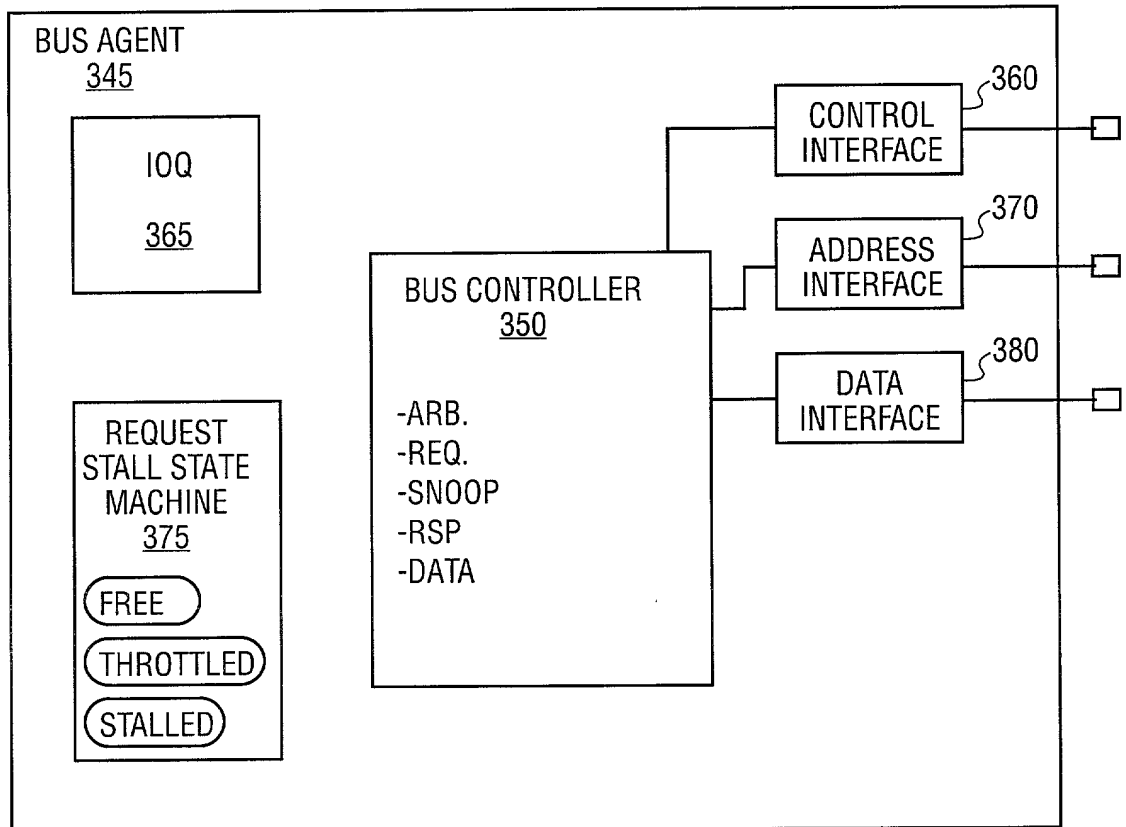 BUS AGENT
345
IOQ
365
REQUEST
STALL STATE
MACHINE
375
FREE
THROTTLED
STALLED
BUS CONTROLLER
350
-ARB.
-REQ.
-SNOOP
-RSP
-DATA
CONTROL
INTERFACE
360
ADDRESS
INTERFACE
370
DATA
INTERFACE
380